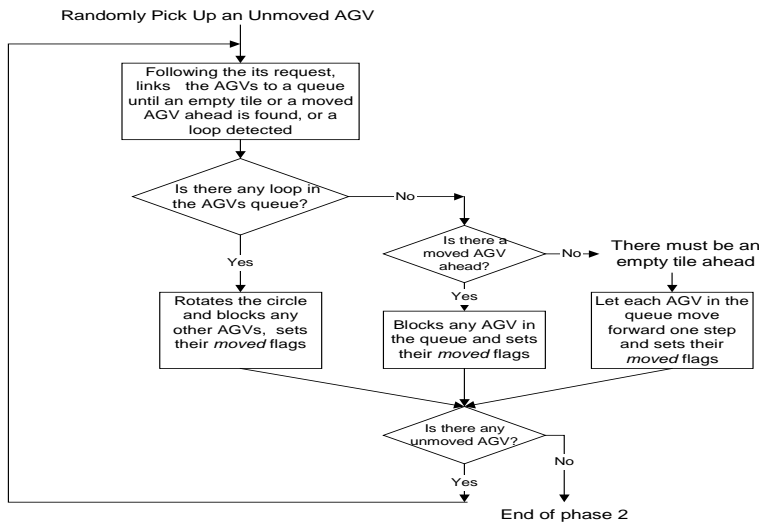 Randomly Pick Up an Unmoved AGV
Following the its request,
links the AGVs to a queue
until an empty tile or a moved
AGV ahead is found, or a
loop detected
Is there any loop in
the AGVs queue?
No
Yes
Is there a
moved AGV
ahead?
No
There must be an
empty tile ahead
Yes
Rotates the circle
and blocks any
other AGVs, sets
their moved flags
Blocks any AGV in
the queue and sets
their moved flags
Let each AGV in the
queue move
forward one step
and sets their
moved flags
Is there any
unmoved AGV?
No
Yes
End of phase 2